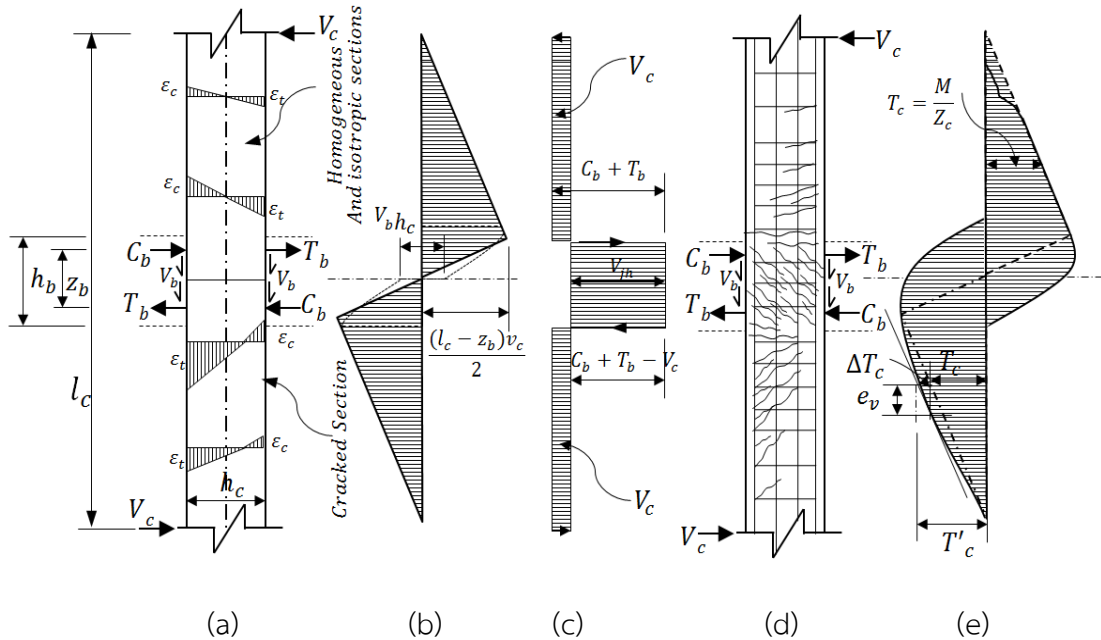 V_c
Homogeneous
And isotropic sections
ε_c
ε_t
ε_c
ε_t
C_b
T_b
V_b
V_b
T_b
C_b
h_b
z_b
l_c
ε_c
ε_t
ε_c
ε_t
h_c
V_c
Cracked Section
(a)
V_b h_c
(l_c − z_b)v_c
2
(b)
V_c
C_b + T_b
V_jh
C_b + T_b − V_c
V_c
(c)
V_c
C_b
T_b
V_b
V_b
T_b
C_b
V_c
(d)
T_c = M
Z_c
ΔT_c
T_c
e_v
T'_c
(e)